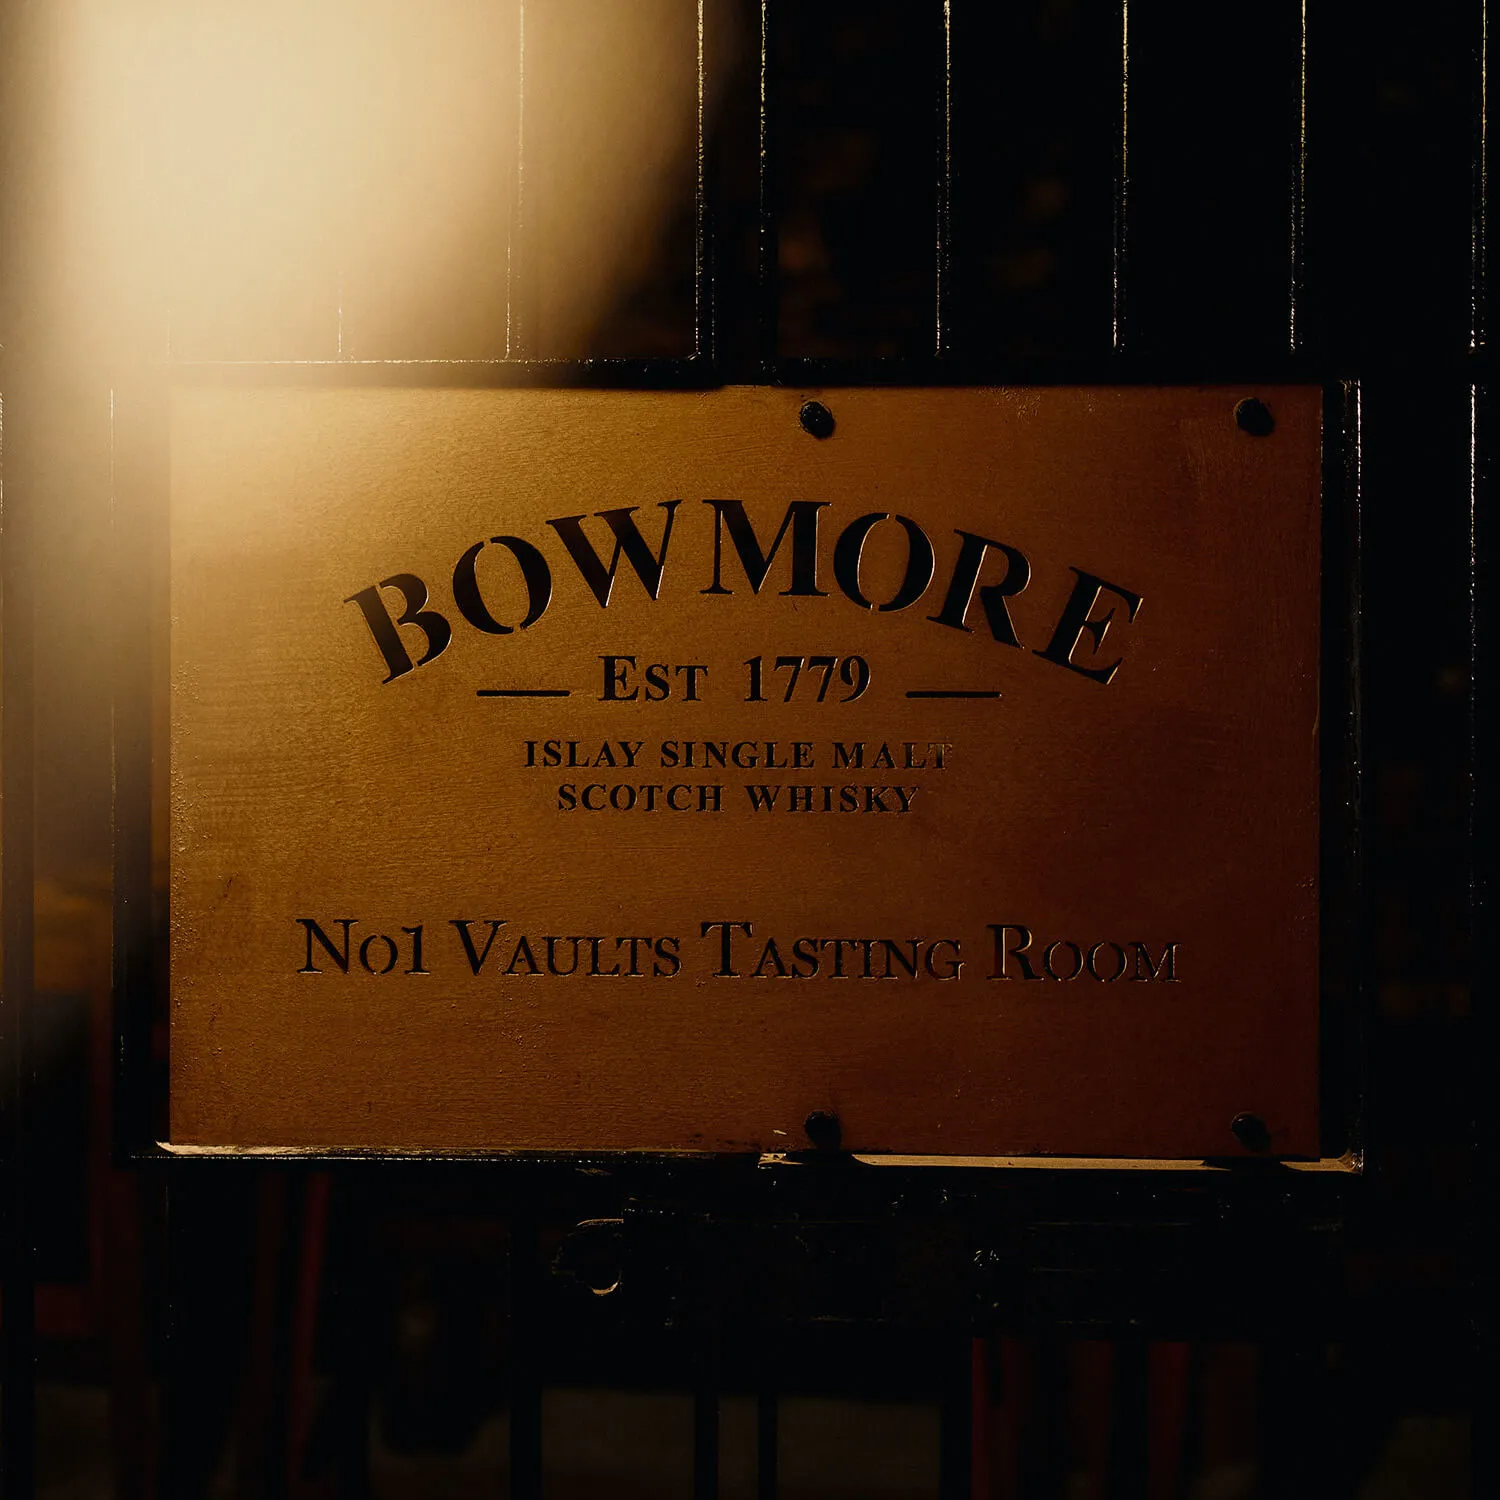 BOWMORE
EST 1779
ISLAY SINGLE MALT
SCOTCH WHISKY
No1 VAULTS TASTING ROOM